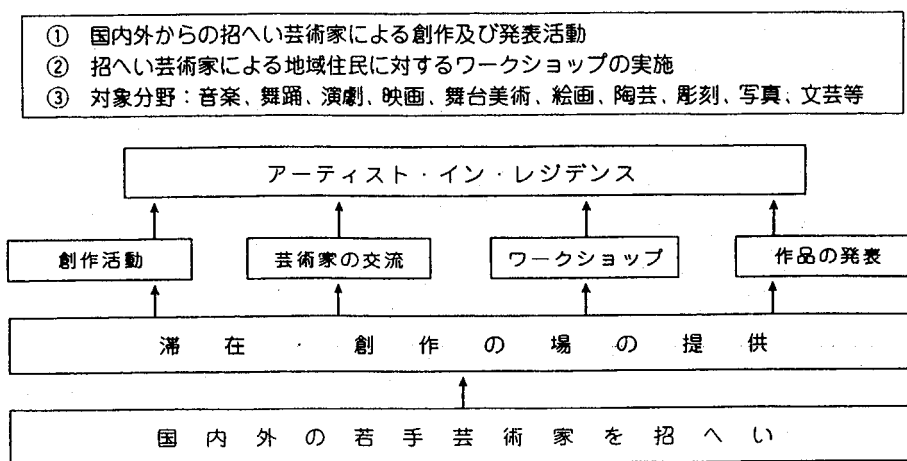 ① 国内外からの招へい芸術家による創作及び発表活動
② 招へい芸術家による地域住民に対するワークショップの実施
③ 対象分野：音楽、舞踊、演劇、映画、舞台美術、絵画、陶芸、彫刻、写真、文芸等
アーティスト・イン・レジデンス
創作活動 芸術家の交流 ワークショップ 作品の発表
滞在・創作の場の提供
国内外の若手芸術家を招へい